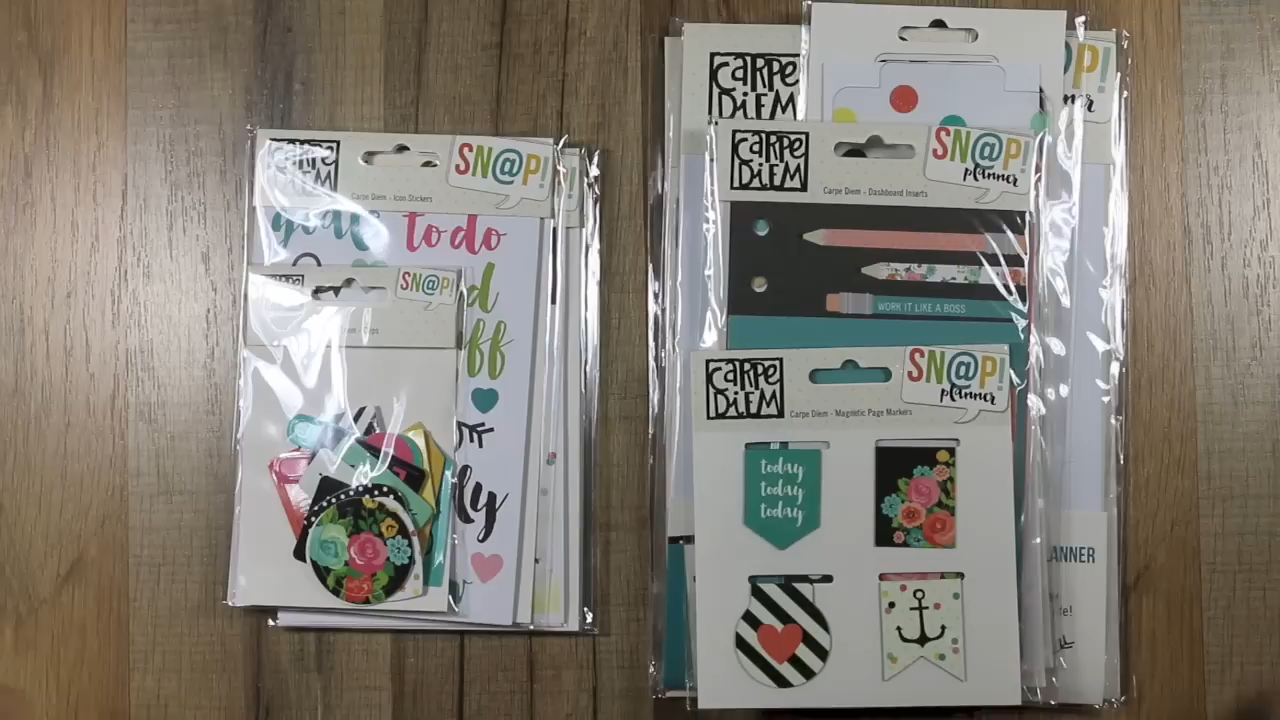 CARPE DIEM
SN@P!
Carpe Diem - Icon Stickers
goals to do
SN@P!
CARPE DIEM
CARPE DIEM
SN@P!
planner
Carpe Diem - Dashboard Inserts
WORK IT LIKE A BOSS
CARPE DIEM
SN@P!
planner
Carpe Diem - Magnetic Page Markers
today
today
today